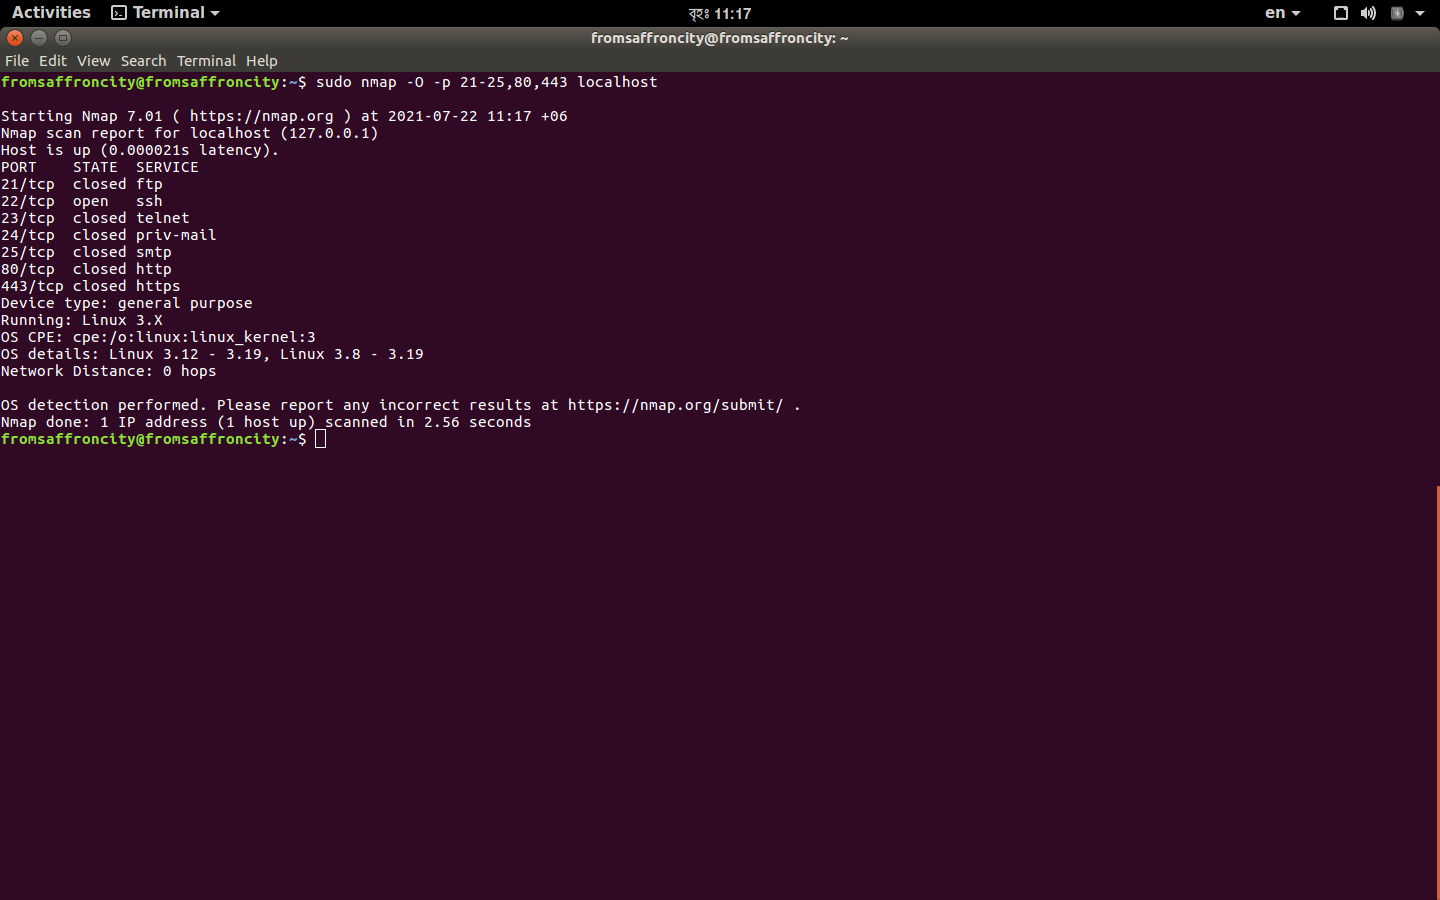 Activities Terminal বৃহঃ 11:17 en
fromsaffroncity@fromsaffroncity: ~
File Edit View Search Terminal Help
fromsaffroncity@fromsaffroncity:~$ sudo nmap -O -p 21-25,80,443 localhost
Starting Nmap 7.01 ( https://nmap.org ) at 2021-07-22 11:17 +06
Nmap scan report for localhost (127.0.0.1)
Host is up (0.000021s latency).
PORT    STATE  SERVICE
21/tcp  closed ftp
22/tcp  open   ssh
23/tcp  closed telnet
24/tcp  closed priv-mail
25/tcp  closed smtp
80/tcp  closed http
443/tcp closed https
Device type: general purpose
Running: Linux 3.X
OS CPE: cpe:/o:linux:linux_kernel:3
OS details: Linux 3.12 - 3.19, Linux 3.8 - 3.19
Network Distance: 0 hops
OS detection performed. Please report any incorrect results at https://nmap.org/submit/ .
Nmap done: 1 IP address (1 host up) scanned in 2.56 seconds
fromsaffroncity@fromsaffroncity:~$